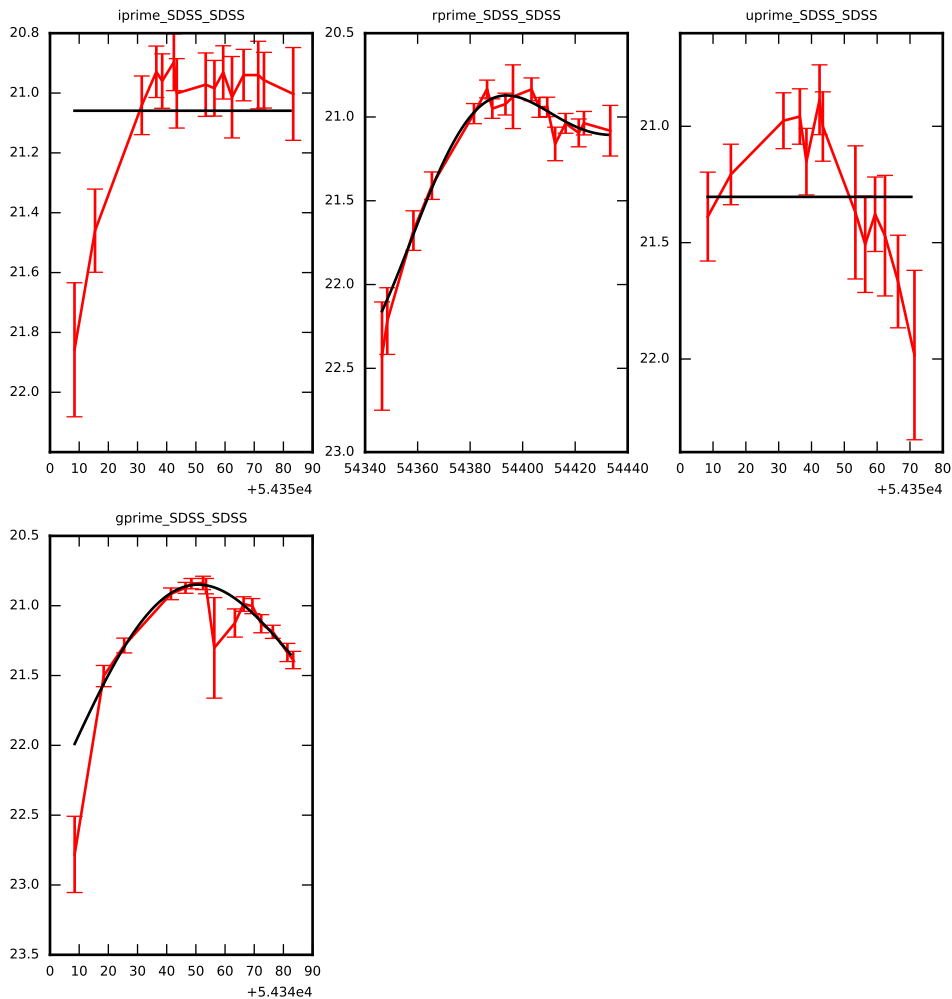 iprime_SDSS_SDSS
20.8
21.0
21.2
21.4
21.6
21.8
22.0
0 10 20 30 40 50 60 70 80 90
+5.435e4
rprime_SDSS_SDSS
20.5
21.0
21.5
22.0
22.5
23.0
54340 54360 54380 54400 54420 54440
uprime_SDSS_SDSS
21.0
21.5
22.0
0 10 20 30 40 50 60 70 80
+5.435e4
gprime_SDSS_SDSS
20.5
21.0
21.5
22.0
22.5
23.0
23.5
0 10 20 30 40 50 60 70 80 90
+5.434e4